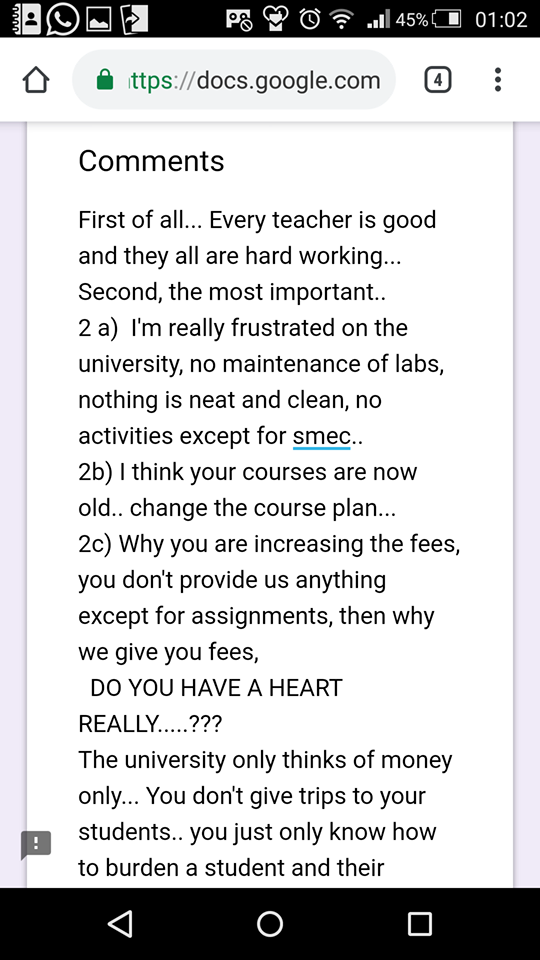 45% 01:02
ttps://docs.google.com 4
Comments
First of all... Every teacher is good
and they all are hard working...
Second, the most important..
2 a)  I'm really frustrated on the
university, no maintenance of labs,
nothing is neat and clean, no
activities except for smec..
2b) I think your courses are now
old.. change the course plan...
2c) Why you are increasing the fees,
you don't provide us anything
except for assignments, then why
we give you fees,
DO YOU HAVE A HEART
REALLY.....???
The university only thinks of money
only... You don't give trips to your
students.. you just only know how
to burden a student and their